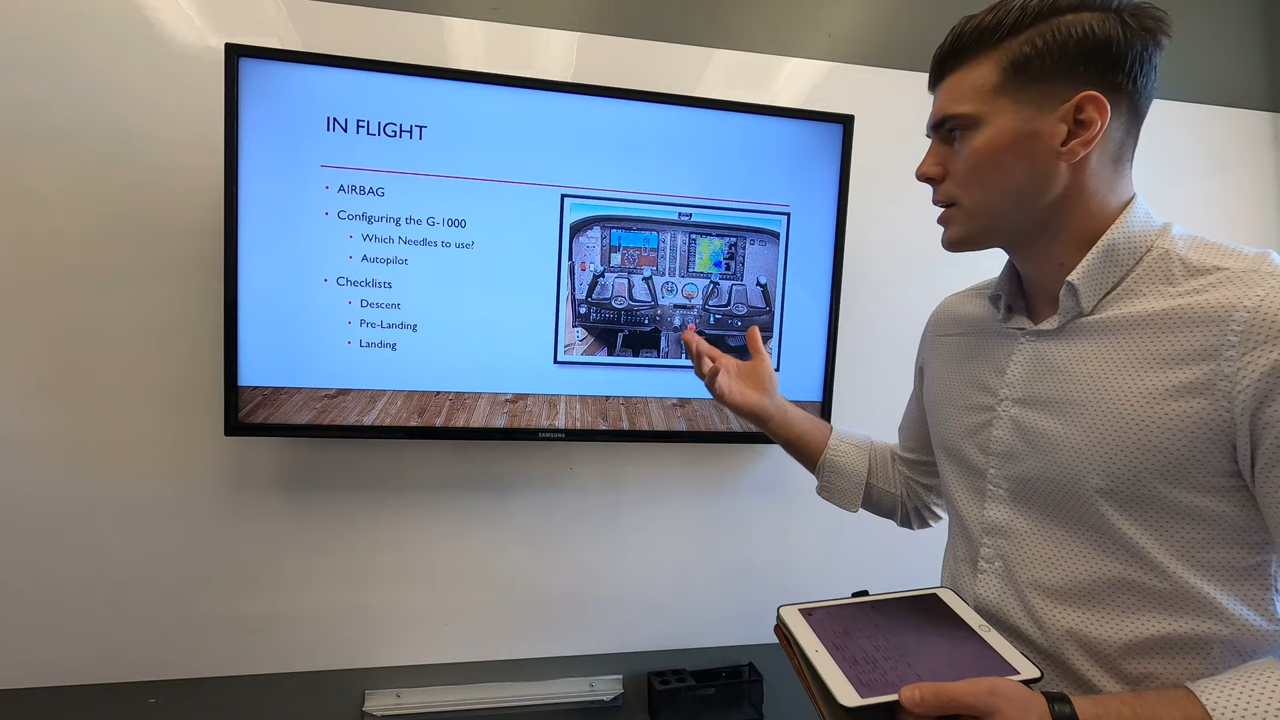 IN FLIGHT
AIRBAG
Configuring the G-1000
Which Needles to use?
Autopilot
Checklists
Descent
Pre-Landing
Landing
SAMSUNG